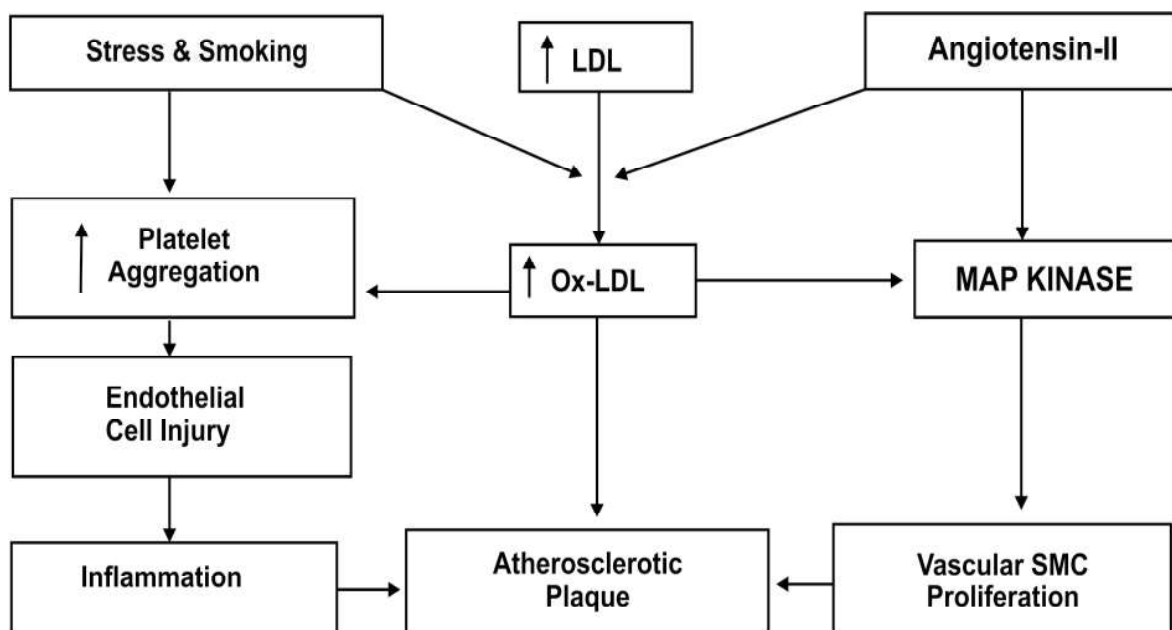 Stress & Smoking
↑ LDL
Angiotensin-II
↑ Platelet
Aggregation
↑ Ox-LDL
MAP KINASE
Endothelial
Cell Injury
Inflammation
Atherosclerotic
Plaque
Vascular SMC
Proliferation